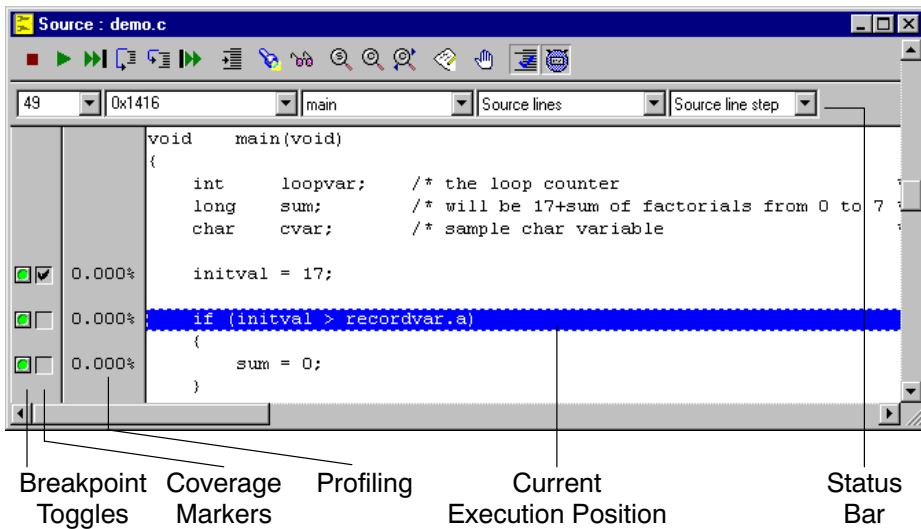 Source : demo.c
49 0x1416 main Source lines Source line step
void main(void)
{
int loopvar; /* the loop counter *
long sum; /* will be 17+sum of factorials from 0 to 7 *
char cvar; /* sample char variable *
0.000% initval = 17;
0.000% if (initval > recordvar.a)
{
0.000% sum = 0;
}
Breakpoint Toggles
Coverage Markers
Profiling
Current Execution Position
Status Bar